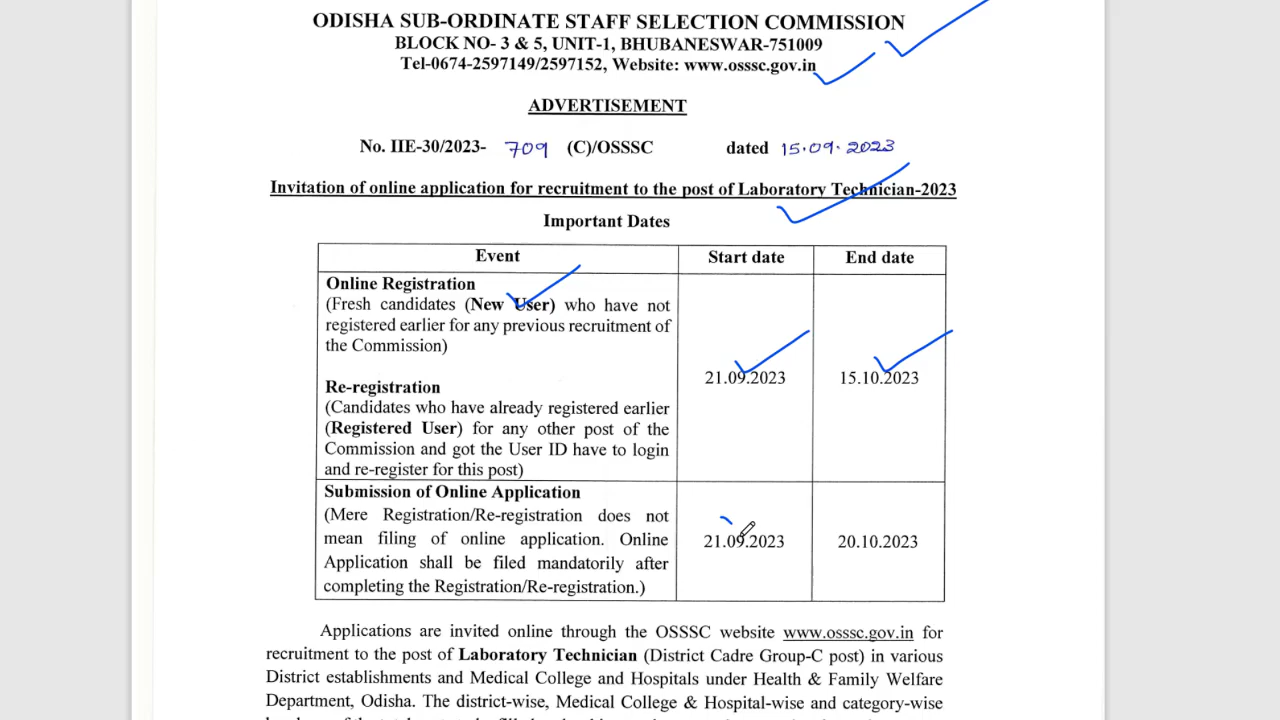 ODISHA SUB-ORDINATE STAFF SELECTION COMMISSION
BLOCK NO- 3 & 5, UNIT-1, BHUBANESWAR-751009
Tel-0674-2597149/2597152, Website: www.osssc.gov.in
ADVERTISEMENT
No. IIE-30/2023- 709 (C)/OSSSC dated 15.09.2023
Invitation of online application for recruitment to the post of Laboratory Technician-2023
Important Dates
Event Start date End date
Online Registration
(Fresh candidates (New User) who have not
registered earlier for any previous recruitment of
the Commission)
Re-registration
(Candidates who have already registered earlier
(Registered User) for any other post of the
Commission and got the User ID have to login
and re-register for this post)
21.09.2023 15.10.2023
Submission of Online Application
(Mere Registration/Re-registration does not
mean filing of online application. Online
Application shall be filed mandatorily after
completing the Registration/Re-registration.)
21.09.2023 20.10.2023
Applications are invited online through the OSSSC website www.osssc.gov.in for
recruitment to the post of Laboratory Technician (District Cadre Group-C post) in various
District establishments and Medical College and Hospitals under Health & Family Welfare
Department, Odisha. The district-wise, Medical College & Hospital-wise and category-wise